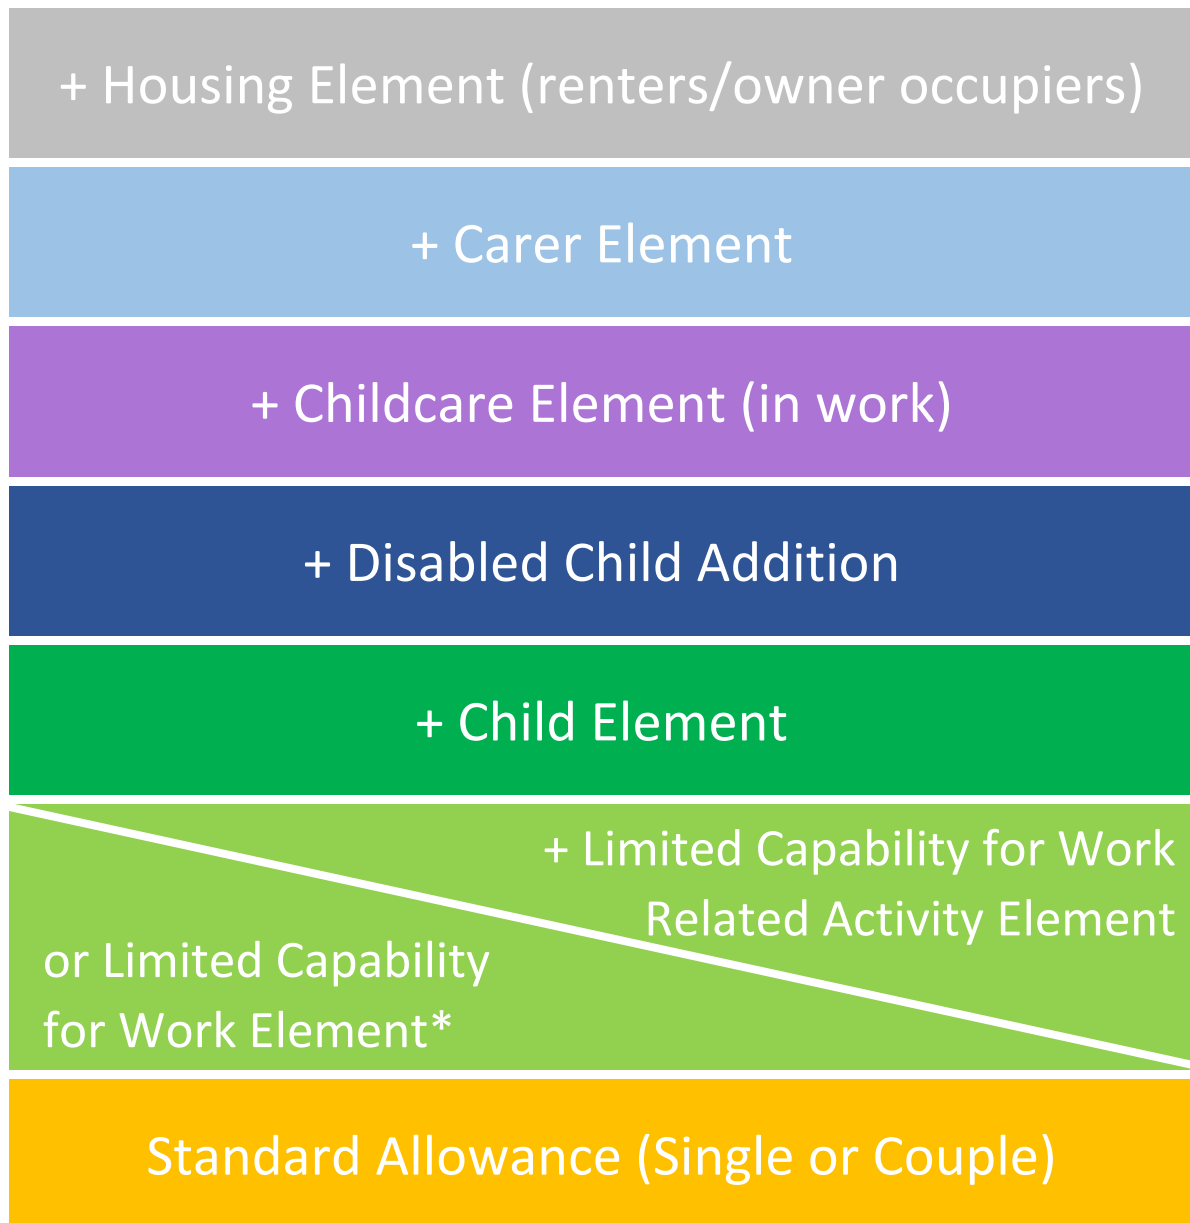 + Housing Element (renters/owner occupiers)
+ Carer Element
+ Childcare Element (in work)
+ Disabled Child Addition
+ Child Element
+ Limited Capability for Work
Related Activity Element
or Limited Capability
for Work Element*
Standard Allowance (Single or Couple)